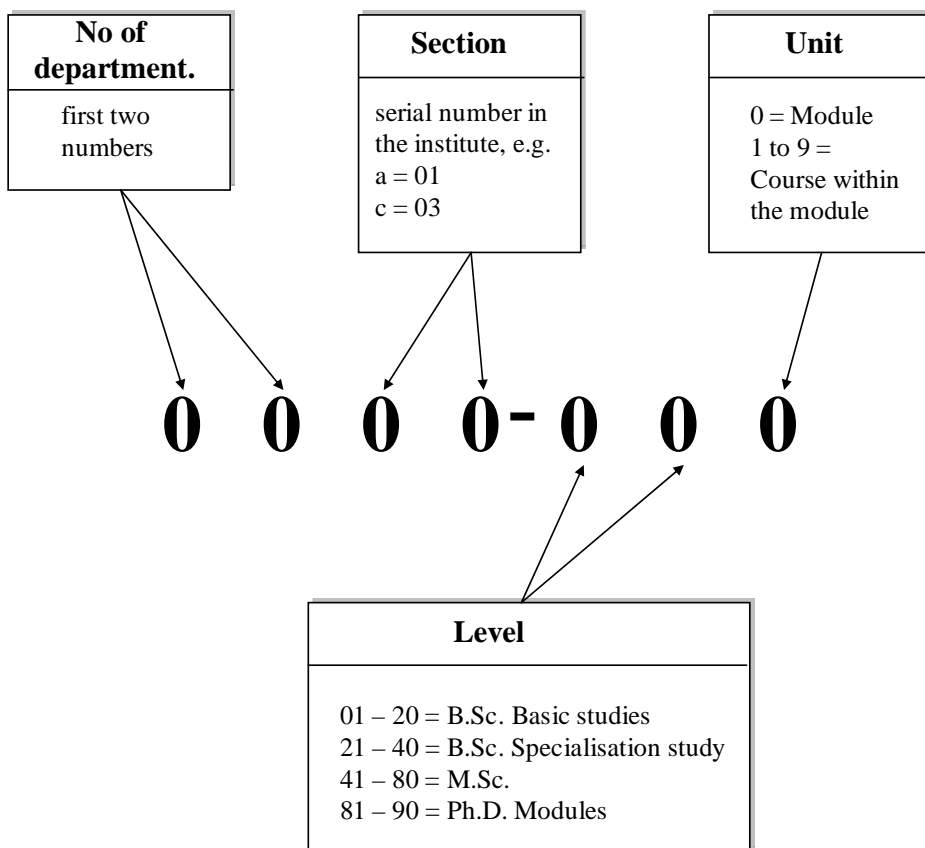 No of
department.
first two
numbers
Section
serial number in
the institute, e.g.
a = 01
c = 03
Unit
0 = Module
1 to 9 =
Course within
the module
0 0 0 0 - 0 0 0
Level
01 – 20 = B.Sc. Basic studies
21 – 40 = B.Sc. Specialisation study
41 – 80 = M.Sc.
81 – 90 = Ph.D. Modules